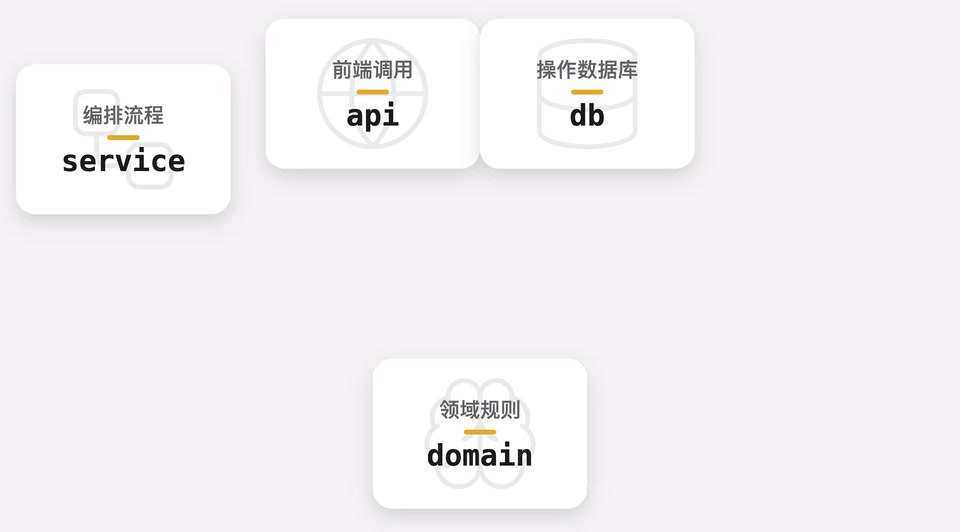 前端调用
api
操作数据库
db
编排流程
service
领域规则
domain